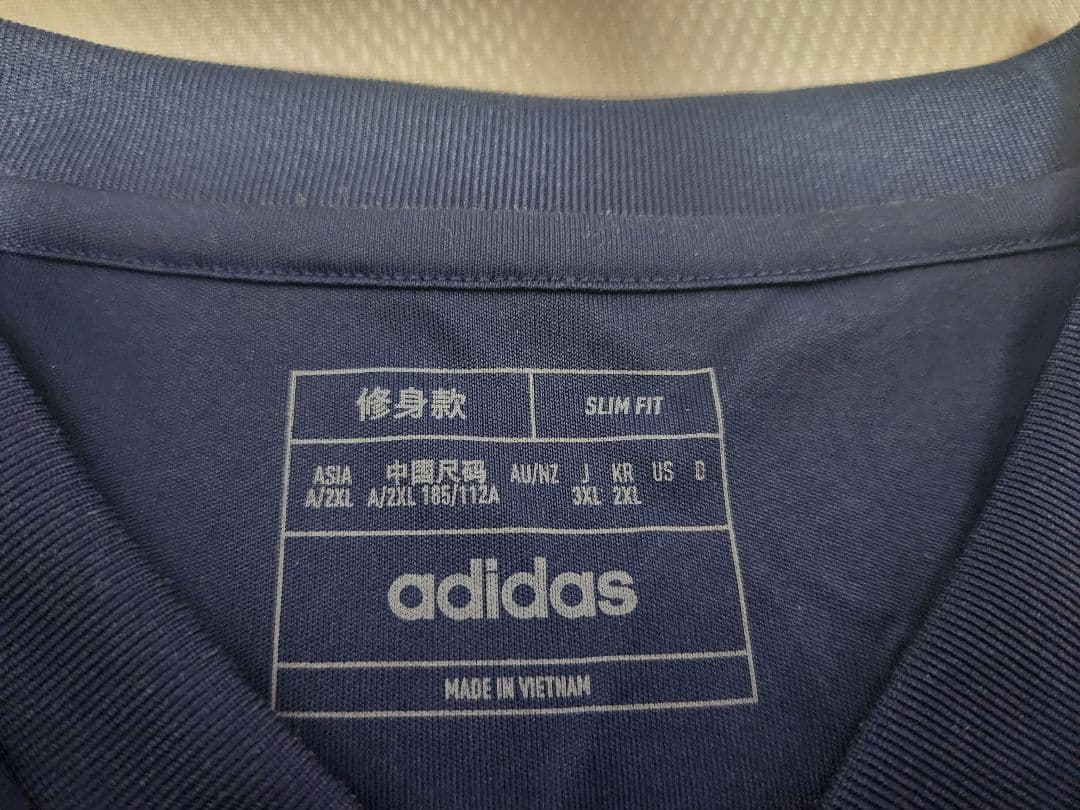 修身款 SLIM FIT
ASIA 中國尺码 AU/NZ J KR US D
A/2XL A/2XL 185/112A 3XL 2XL
adidas
MADE IN VIETNAM